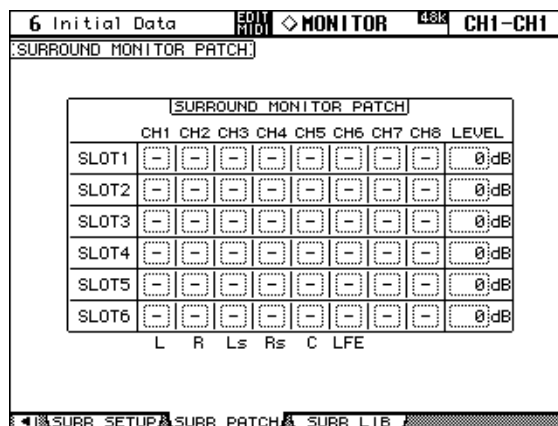 6 Initial Data EDIT MIDI ◇MONITOR 48K CH1-CH1
SURROUND MONITOR PATCH
SURROUND MONITOR PATCH
CH1 CH2 CH3 CH4 CH5 CH6 CH7 CH8 LEVEL
SLOT1 - - - - - - - - 0dB
SLOT2 - - - - - - - - 0dB
SLOT3 - - - - - - - - 0dB
SLOT4 - - - - - - - - 0dB
SLOT5 - - - - - - - - 0dB
SLOT6 - - - - - - - - 0dB
L R Ls Rs C LFE
SURR SETUP SURR PATCH SURR LIB